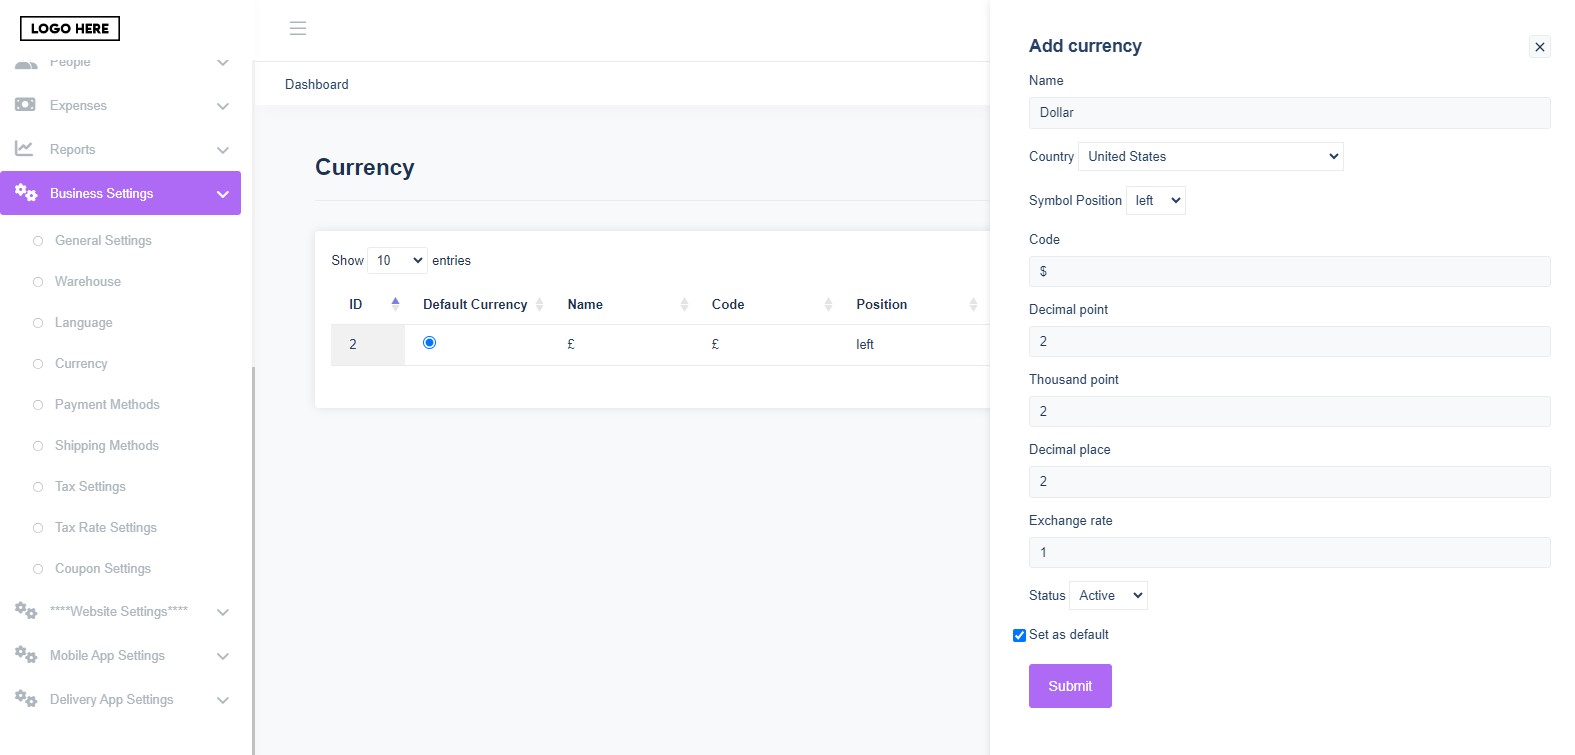 LOGO HERE
People
Expenses
Reports
Business Settings
General Settings
Warehouse
Language
Currency
Payment Methods
Shipping Methods
Tax Settings
Tax Rate Settings
Coupon Settings
****Website Settings****
Mobile App Settings
Delivery App Settings
Dashboard
Currency
Show 10 entries
ID Default Currency Name Code Position
2 £ £ left
Add currency
Name
Dollar
Country United States
Symbol Position left
Code
$
Decimal point
2
Thousand point
2
Decimal place
2
Exchange rate
1
Status Active
Set as default
Submit